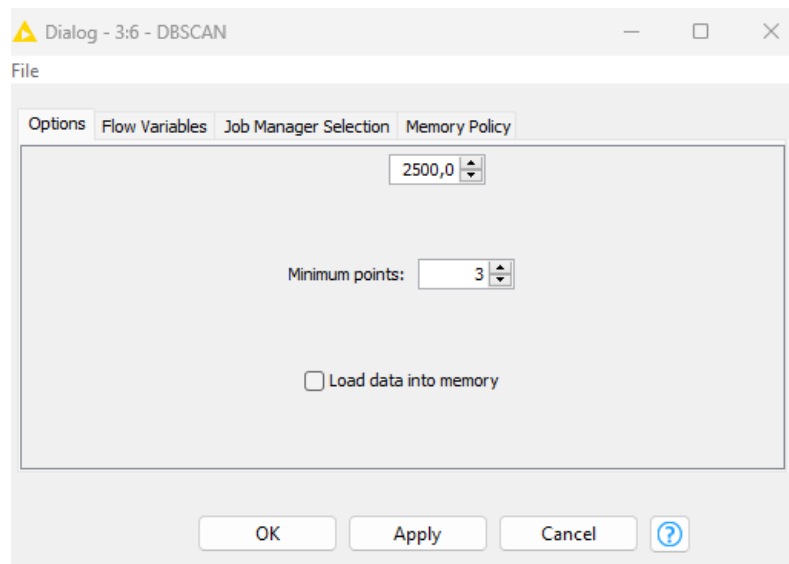 Dialog - 3:6 - DBSCAN
File
Options Flow Variables Job Manager Selection Memory Policy
2500,0
Minimum points: 3
Load data into memory
OK Apply Cancel ?